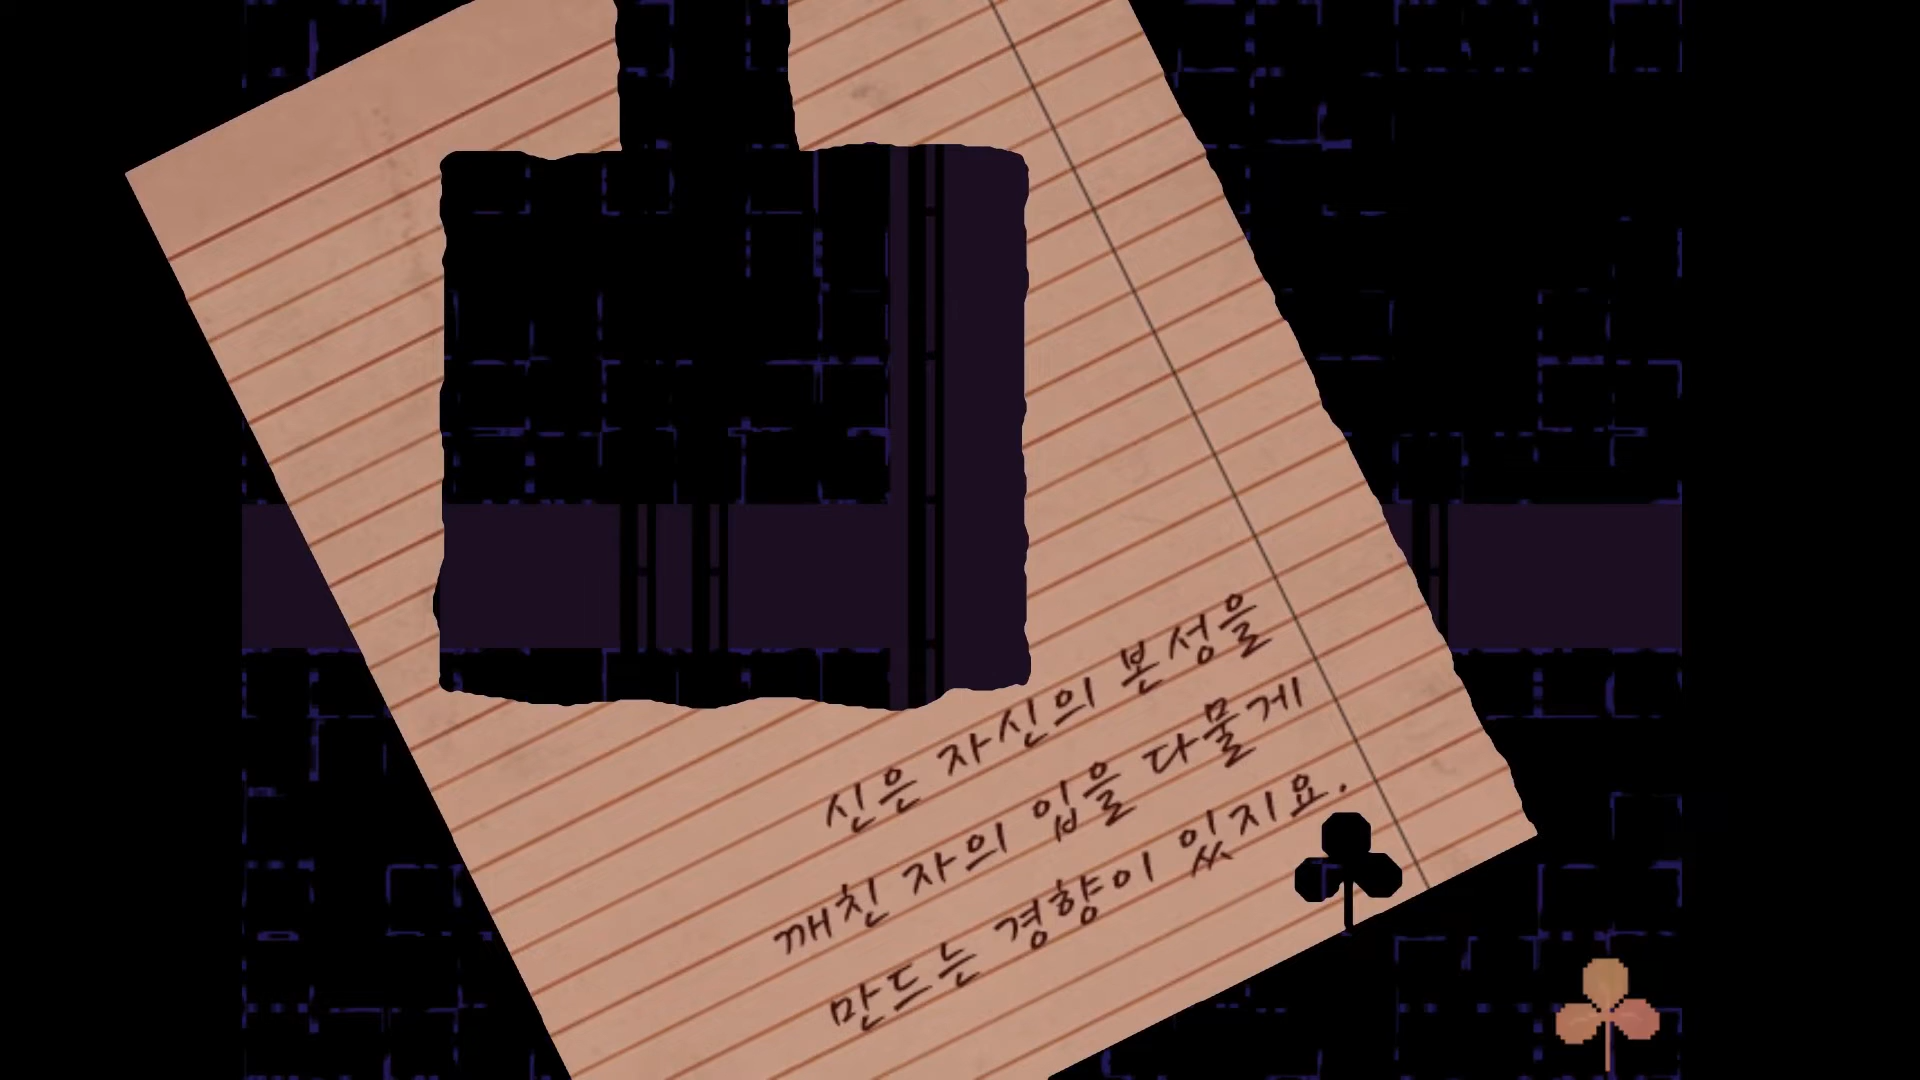 신은 자신의 본성을
깨친 자의 입을 다물게
만드는 경향이 있지요.